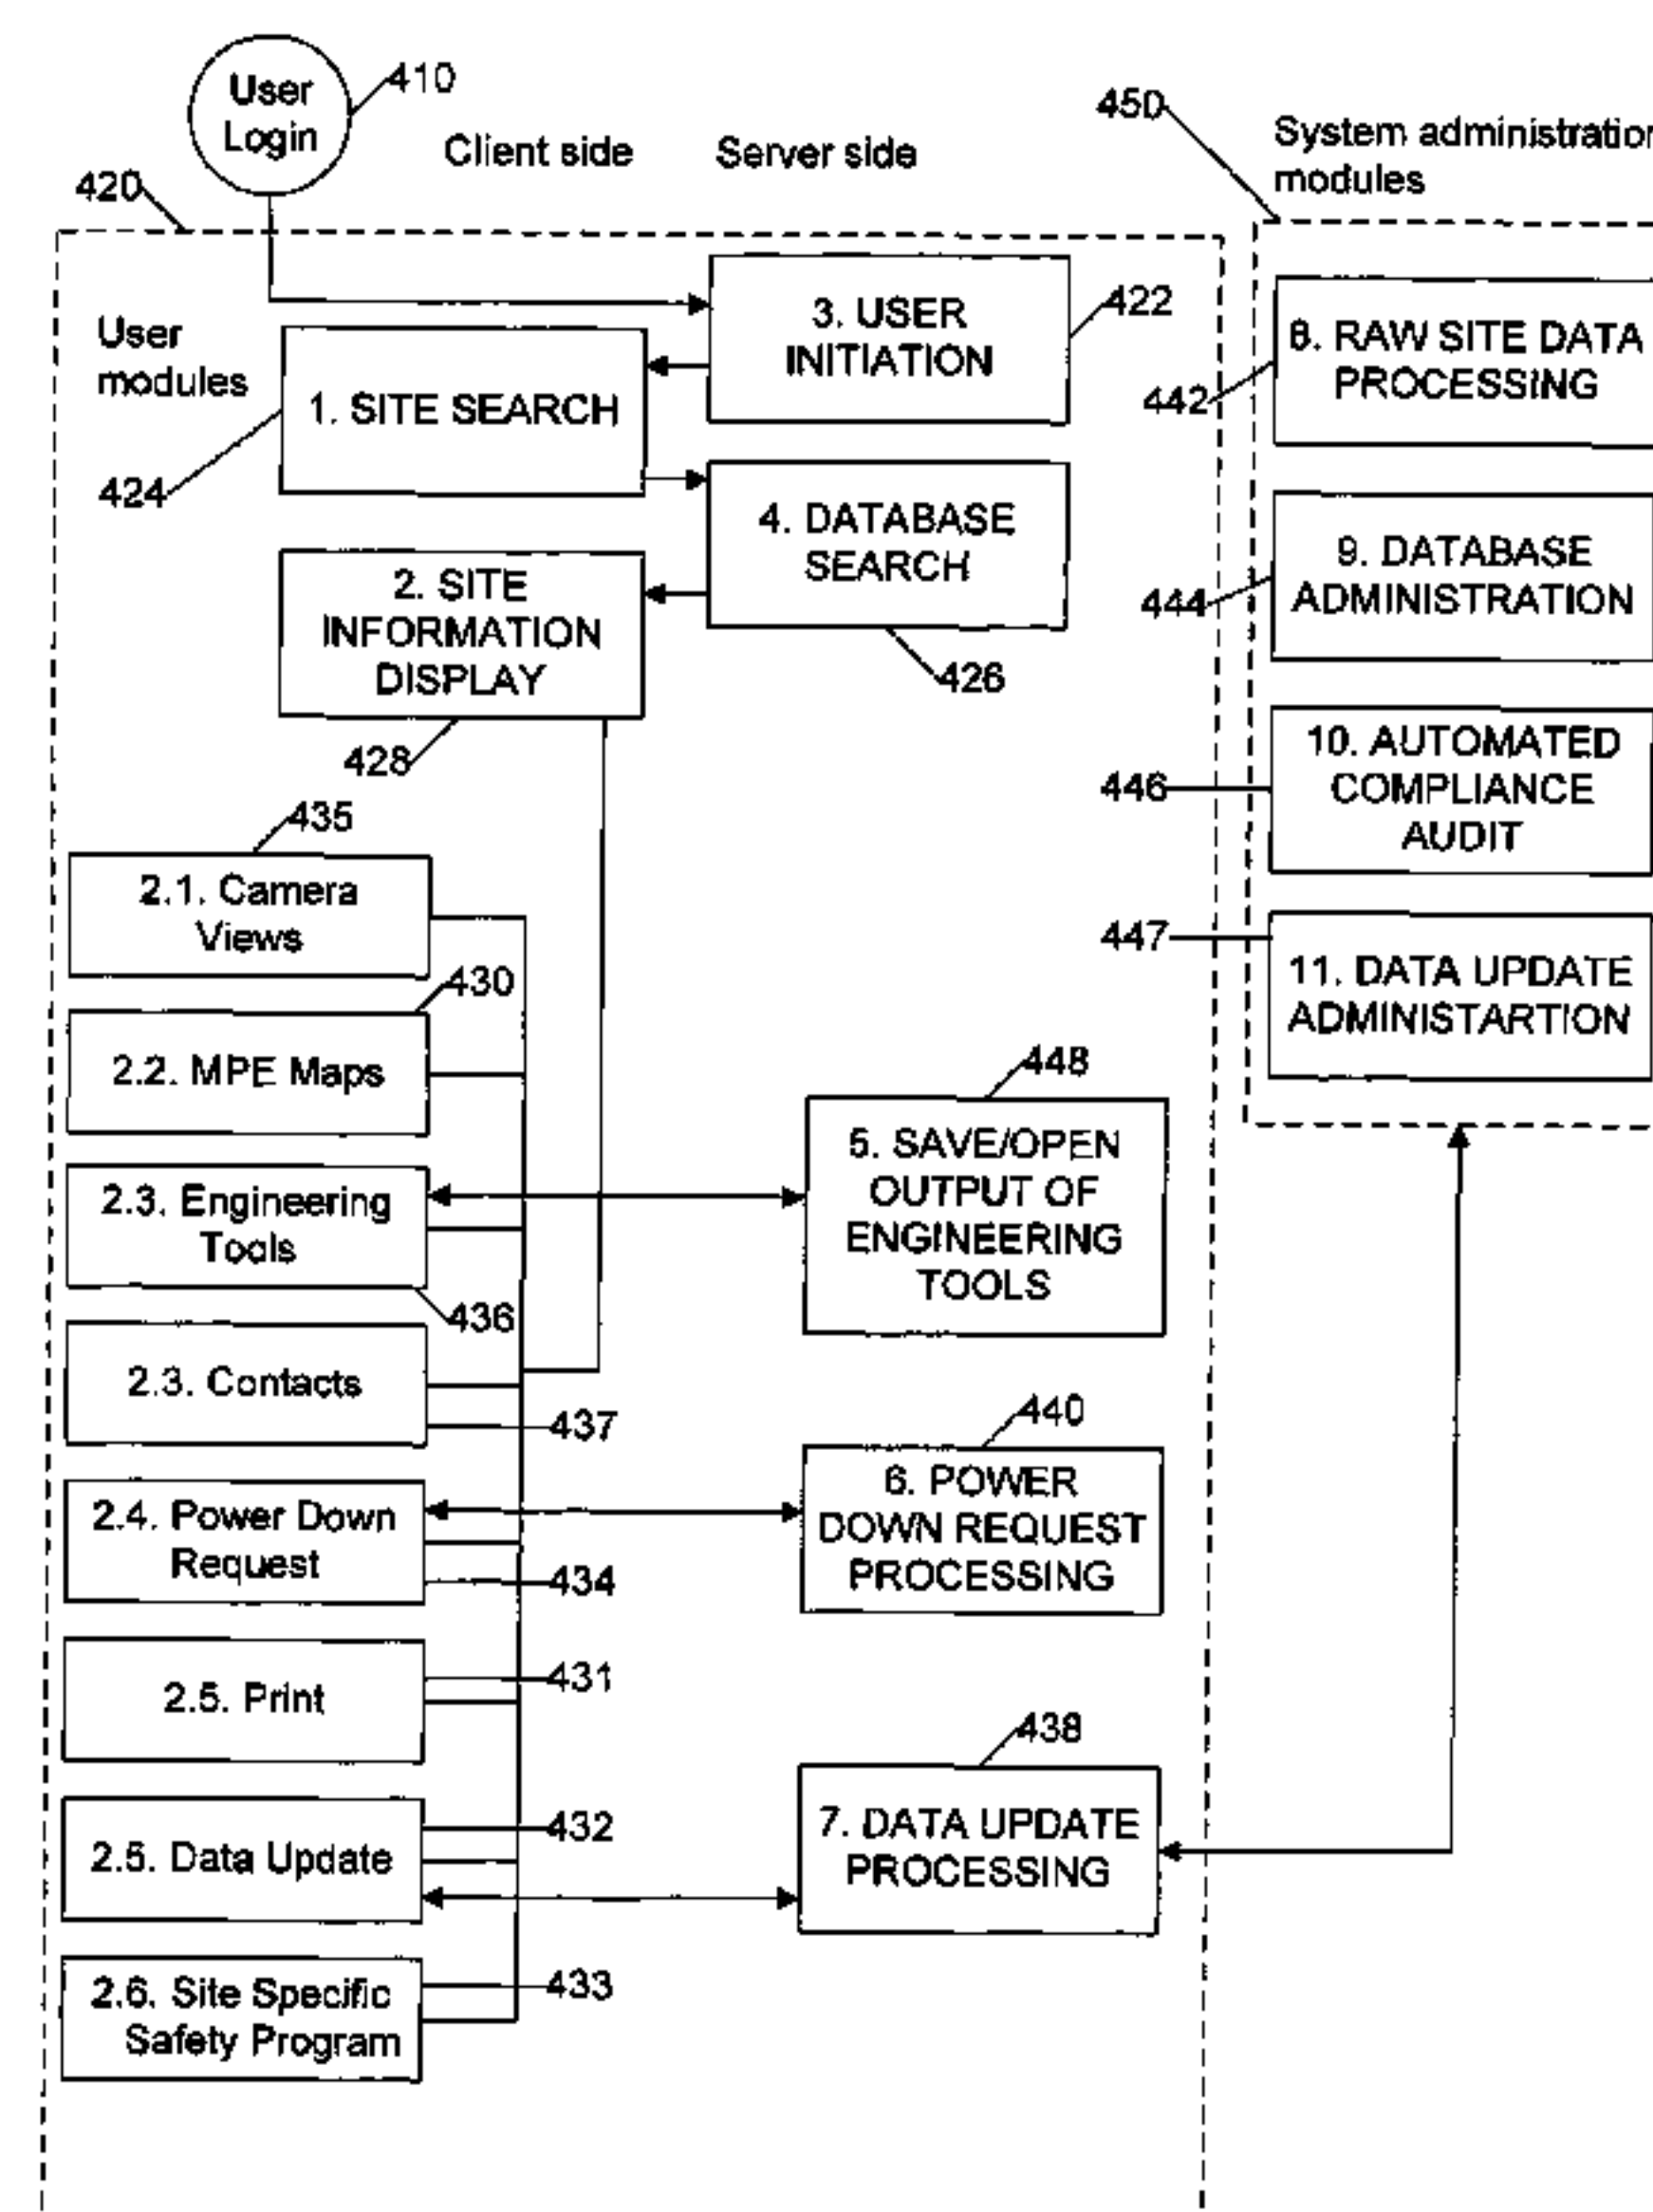 User
Login
410
Client side
Server side
450
System administration
modules
420
User
modules
3. USER
INITIATION
422
1. SITE SEARCH
424
4. DATABASE
SEARCH
426
2. SITE
INFORMATION
DISPLAY
428
8. RAW SITE DATA
PROCESSING
442
9. DATABASE
ADMINISTRATION
444
10. AUTOMATED
COMPLIANCE
AUDIT
446
11. DATA UPDATE
ADMINISTARTION
447
435
2.1. Camera
Views
430
2.2. MPE Maps
2.3. Engineering
Tools
436
448
5. SAVE/OPEN
OUTPUT OF
ENGINEERING
TOOLS
2.3. Contacts
437
440
6. POWER
DOWN REQUEST
PROCESSING
2.4. Power Down
Request
434
2.5. Print
431
438
7. DATA UPDATE
PROCESSING
2.5. Data Update
432
2.6. Site Specific
Safety Program
433